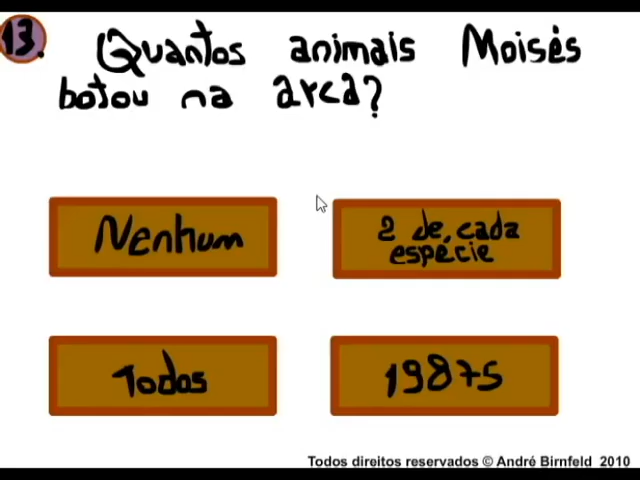 13.
Quantos animais Moisés
botou na arca?
Nenhum
2 de cada
espécie
Todos
19875
Todos direitos reservados © André Birnfeld 2010